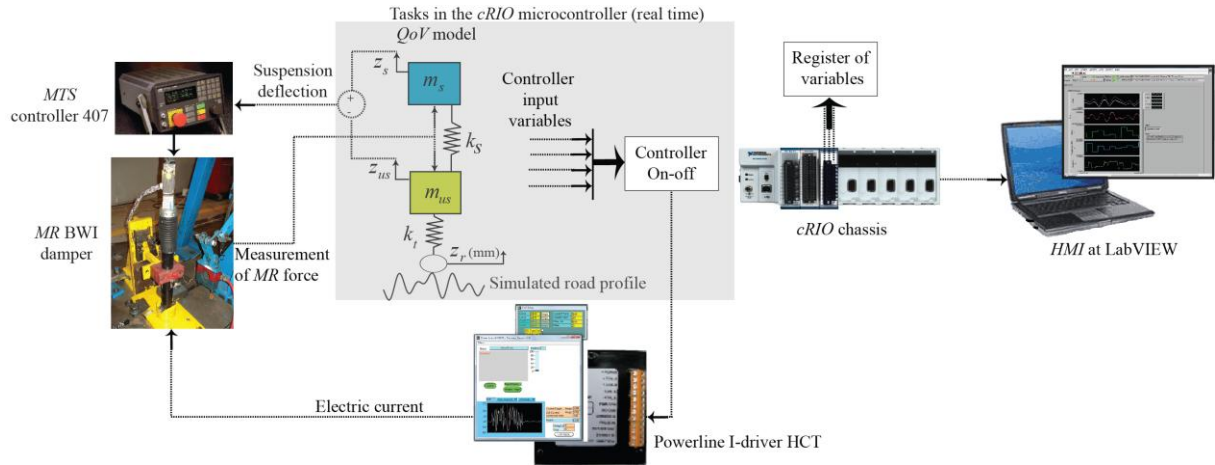 Tasks in the cRIO microcontroller (real time)
QoV model
MTS
controller 407
Suspension
deflection
+
-
z_s
m_s
k_S
z_us
m_us
k_t
z_r (mm)
Simulated road profile
Controller
input
variables
Controller
On-off
Register of
variables
cRIO chassis
HMI at LabVIEW
MR BWI
damper
Measurement
of MR force
Electric current
Powerline I-driver HCT